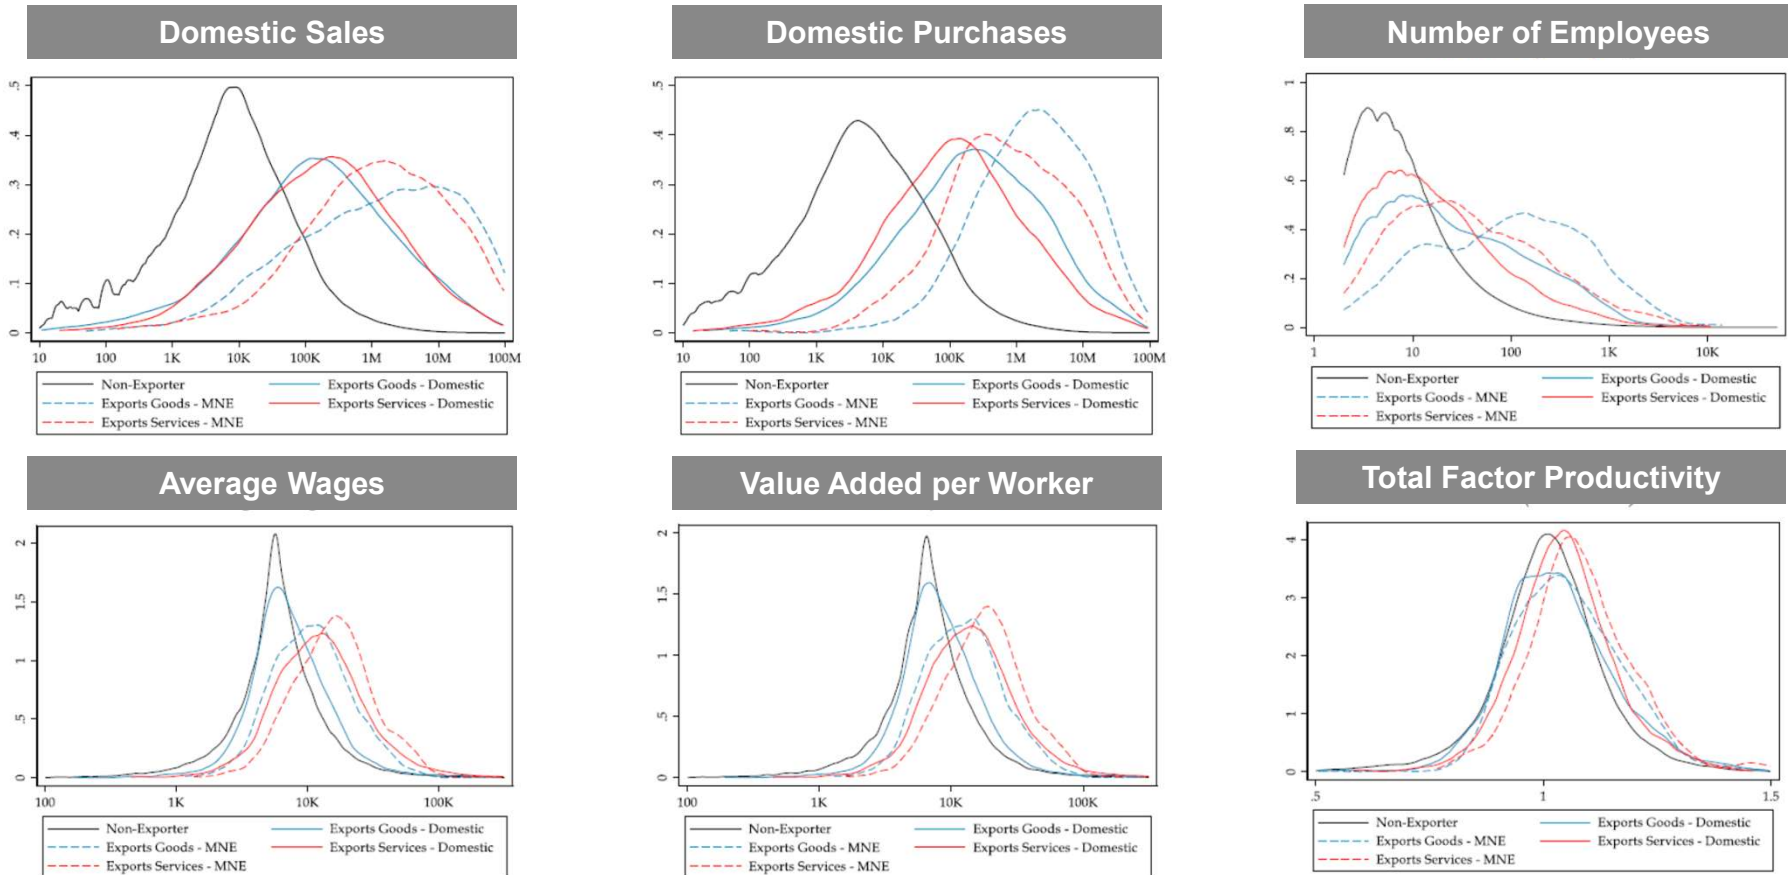 Domestic Sales
.5
.4
.3
.2
.1
0
10 100 1K 10K 100K 1M 10M 100M
Non-Exporter Exports Goods - Domestic
Exports Goods - MNE Exports Services - Domestic
Exports Services - MNE
Domestic Purchases
.5
.4
.3
.2
.1
0
10 100 1K 10K 100K 1M 10M 100M
Non-Exporter Exports Goods - Domestic
Exports Goods - MNE Exports Services - Domestic
Exports Services - MNE
Number of Employees
1
.8
.6
.4
.2
0
1 10 100 1K 10K
Non-Exporter Exports Goods - Domestic
Exports Goods - MNE Exports Services - Domestic
Exports Services - MNE
Average Wages
2
1.5
1
.5
0
100 1K 10K 100K
Non-Exporter Exports Goods - Domestic
Exports Goods - MNE Exports Services - Domestic
Exports Services - MNE
Value Added per Worker
2
1.5
1
.5
0
100 1K 10K 100K
Non-Exporter Exports Goods - Domestic
Exports Goods - MNE Exports Services - Domestic
Exports Services - MNE
Total Factor Productivity
4
3
2
1
0
.5 1 1.5
Non-Exporter Exports Goods - Domestic
Exports Goods - MNE Exports Services - Domestic
Exports Services - MNE